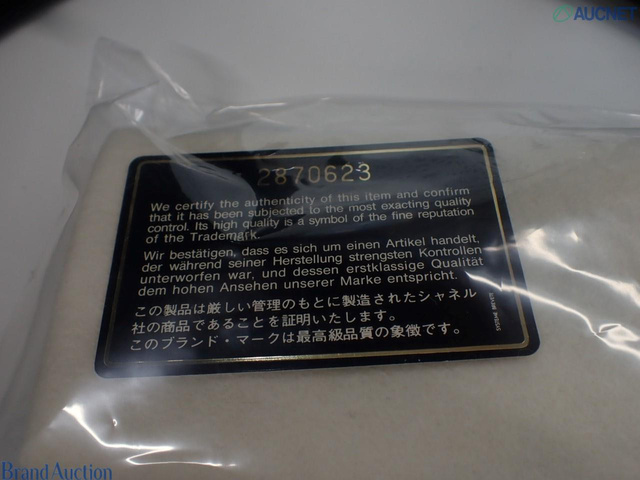 AUCNET
2870623
We certify the authenticity of this item and confirm
that it has been subjected to the most exacting quality
control. Its high quality is a symbol of the fine reputation
of the Trademark.
Wir bestätigen, dass es sich um einen Artikel handelt,
der während seiner Herstellung strengsten Kontrollen
unterworfen war, und dessen erstklassige Qualität
dem hohen Ansehen unserer Marke entspricht.
この製品は厳しい管理のもとに製造されたシャネル
社の商品であることを証明いたします。
このブランド・マークは最高級品質の象徴です。
Brand Auction